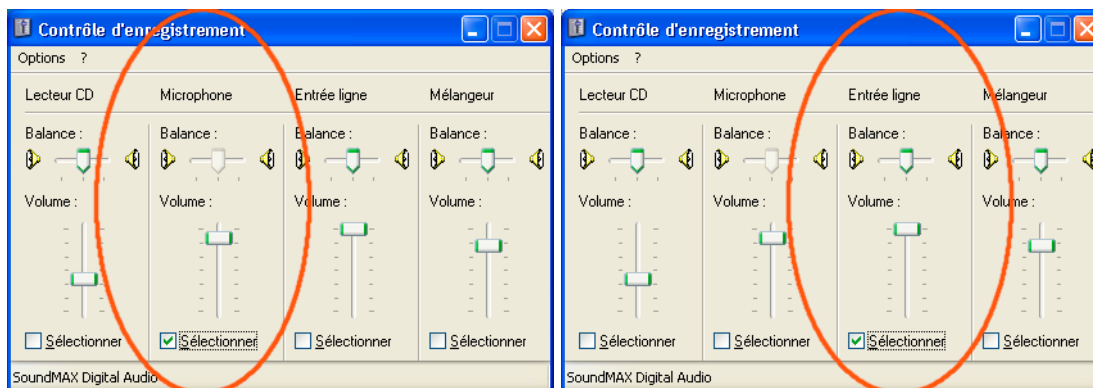 Contrôle d'enregistrement
Options ?
Lecteur CD Microphone Entrée ligne Mélangeur
Balance : Balance : Balance : Balance :
Volume : Volume : Volume : Volume :
Sélectionner Sélectionner Sélectionner Sélectionner
SoundMAX Digital Audio
Contrôle d'enregistrement
Options ?
Lecteur CD Microphone Entrée ligne Mélangeur
Balance : Balance : Balance : Balance :
Volume : Volume : Volume : Volume :
Sélectionner Sélectionner Sélectionner Sélectionner
SoundMAX Digital Audio